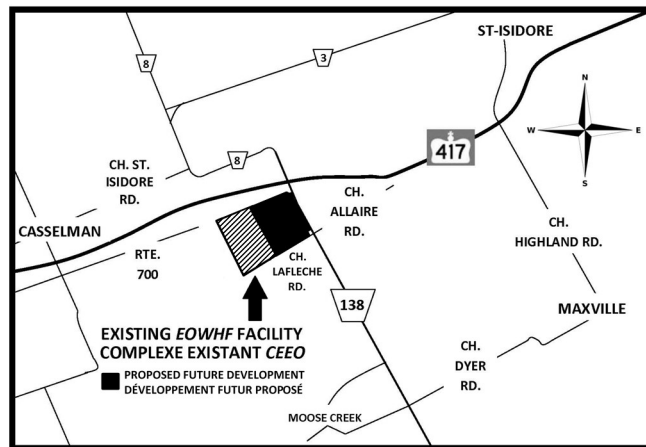 ST-ISIDORE
8
3
N
W
E
S
417
8
CH. ST.
ISIDORE
RD.
CH.
ALLAIRE
RD.
CH.
HIGHLAND RD.
CASSELMAN
RTE.
700
CH.
LAFLECHE
RD.
138
MAXVILLE
EXISTING EOWHF FACILITY
COMPLEXE EXISTANT CEEO
PROPOSED FUTURE DEVELOPMENT
DÉVELOPPEMENT FUTUR PROPOSÉ
CH.
DYER
RD.
MOOSE CREEK